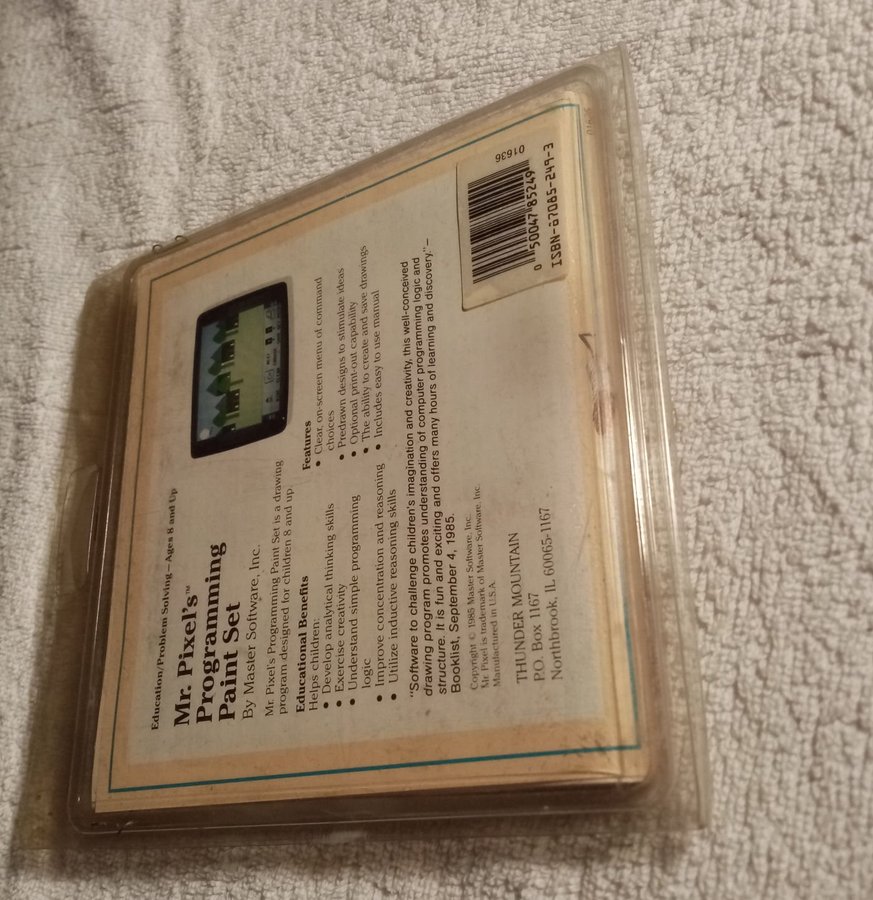 Education/Problem Solving—Ages 8 and Up
Mr. Pixel's™
Programming
Paint Set
By Master Software, Inc.
Mr. Pixel's Programming Paint Set is a drawing
program designed for children 8 and up.
Educational Benefits
Helps children:
• Develop analytical thinking skills
• Exercise creativity
• Understand simple programming
logic
• Improve concentration and reasoning
• Utilize inductive reasoning skills
Features
• Clear on-screen menu of command
choices
• Predrawn designs to stimulate ideas
• Optional print-out capability
• The ability to create and save drawings
• Includes easy to use manual
"Software to challenge children's imagination and creativity, this well-conceived
drawing program promotes understanding of computer programming logic and
structure. It is fun and exciting and offers many hours of learning and discovery."—
Booklist, September 4, 1985.
Copyright © 1985 Master Software, Inc.
Mr. Pixel is trademark of Master Software, Inc.
Manufactured in U.S.A.
THUNDER MOUNTAIN
P.O. Box 1167
Northbrook, IL 60065-1167
01636
0 50047 85249
ISBN-67085-249-3